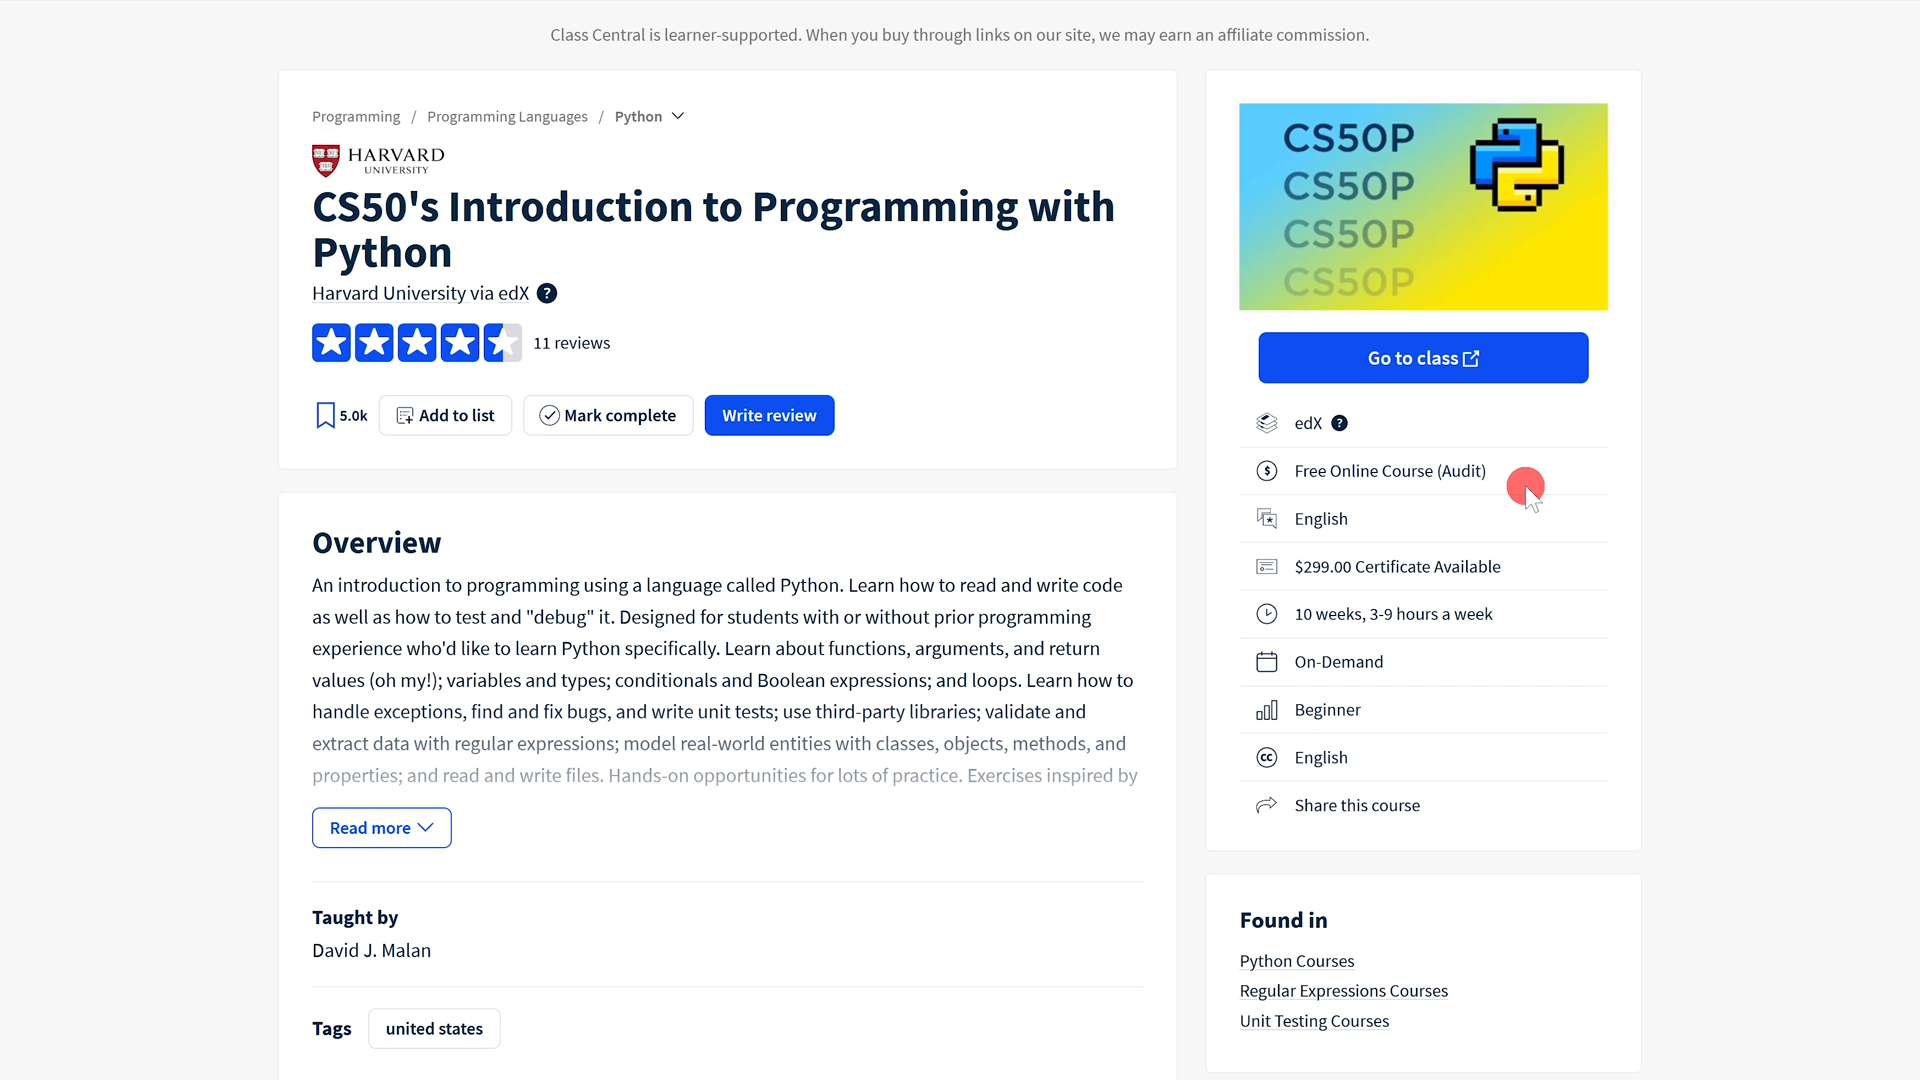 Class Central is learner-supported. When you buy through links on our site, we may earn an affiliate commission.
Programming / Programming Languages / Python
HARVARD
UNIVERSITY
CS50's Introduction to Programming with
Python
Harvard University via edX ?
11 reviews
5.0k
Add to list
Mark complete
Write review
Overview
An introduction to programming using a language called Python. Learn how to read and write code
as well as how to test and "debug" it. Designed for students with or without prior programming
experience who'd like to learn Python specifically. Learn about functions, arguments, and return
values (oh my!); variables and types; conditionals and Boolean expressions; and loops. Learn how to
handle exceptions, find and fix bugs, and write unit tests; use third-party libraries; validate and
extract data with regular expressions; model real-world entities with classes, objects, methods, and
properties; and read and write files. Hands-on opportunities for lots of practice. Exercises inspired by
Read more
Taught by
David J. Malan
Tags
united states
CS50P
CS50P
CS50P
CS50P
Go to class
edX ?
$ Free Online Course (Audit)
English
$299.00 Certificate Available
10 weeks, 3-9 hours a week
On-Demand
Beginner
cc English
Share this course
Found in
Python Courses
Regular Expressions Courses
Unit Testing Courses